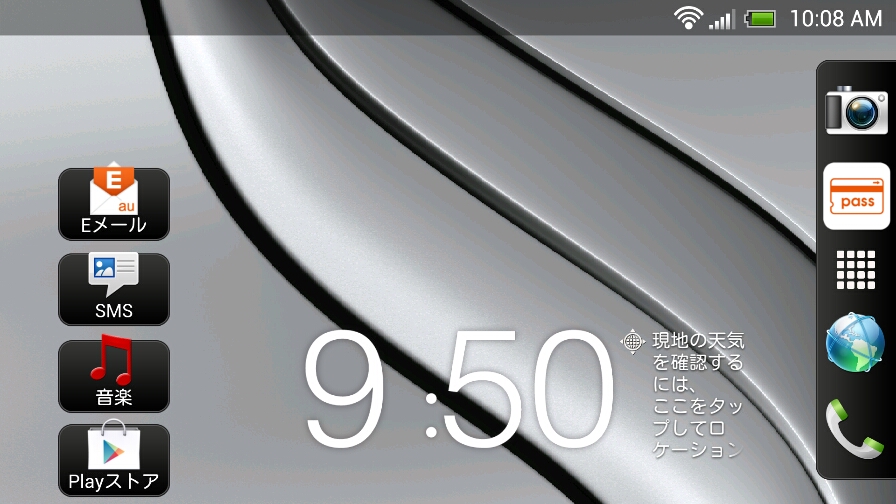 10:08 AM
E
au
Eメール
SMS
音楽
Playストア
9:50
現地の天気
を確認する
には、
ここをタッ
プしてロ
ケーション
pass